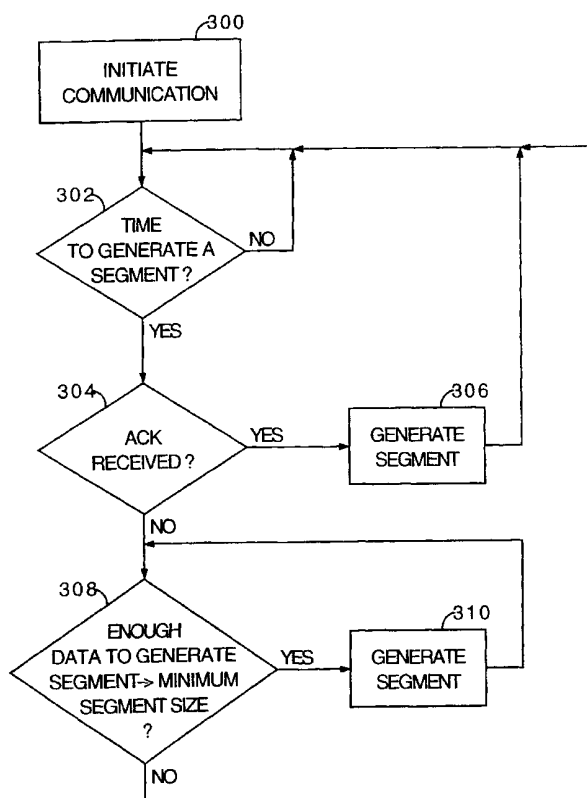 300
INITIATE
COMMUNICATION
302
TIME
TO GENERATE A
SEGMENT?
NO
YES
304
ACK
RECEIVED?
YES
306
GENERATE
SEGMENT
NO
308
ENOUGH
DATA TO GENERATE
SEGMENT-> MINIMUM
SEGMENT SIZE
?
YES
310
GENERATE
SEGMENT
NO